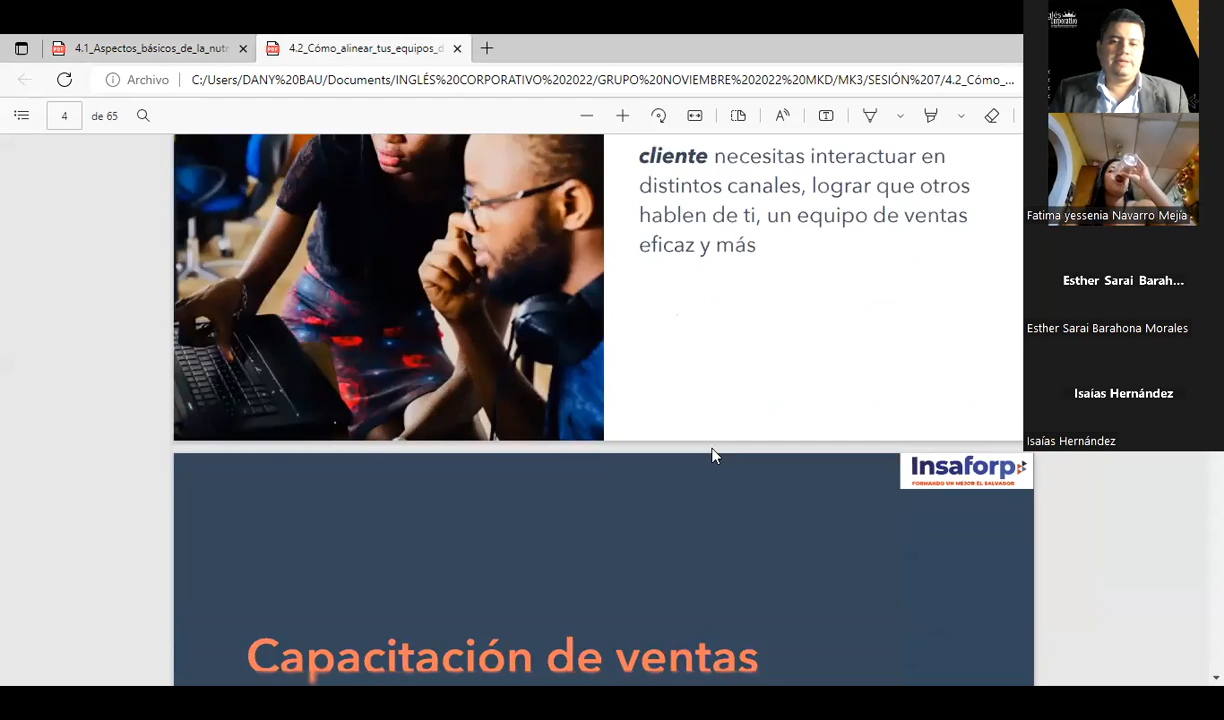 4.1_Aspectos_básicos_de_la_nutr
4.2_Cómo_alinear_tus_equipos_d
Archivo
C:/Users/DANY%20BAU/Documents/INGLÉS%20CORPORATIVO%202022/GRUPO%20NOVIEMBRE%202022%20MKD/MK3/SESIÓN%207/4.2_Cómo_...
4 de 65
cliente necesitas interactuar en
distintos canales, lograr que otros
hablen de ti, un equipo de ventas
eficaz y más
Insaforp
FORMANDO UN MEJOR EL SALVADOR
Capacitación de ventas
Fatima yessenia Navarro Mejía -
Esther Sarai Barah...
Esther Sarai Barahona Morales
Isaías Hernández
Isaías Hernández